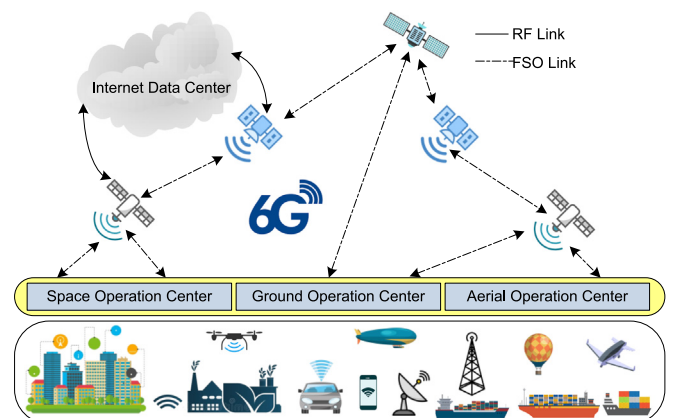 RF Link
FSO Link
Internet Data Center
6G
Space Operation Center
Ground Operation Center
Aerial Operation Center